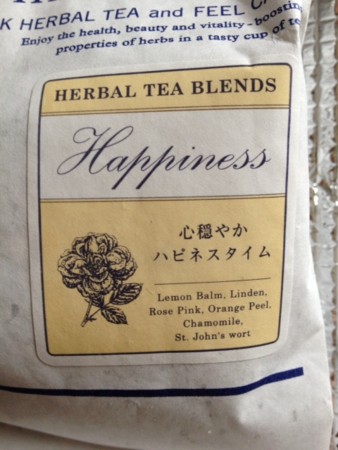 K HERBAL TEA and FEEL
Enjoy the health, beauty and vitality-boosting
properties of herbs in a tasty cup of
HERBAL TEA BLENDS
Happiness
心穏やか
ハピネスタイム
Lemon Balm, Linden,
Rose Pink, Orange Peel,
Chamomile,
St. John's wort